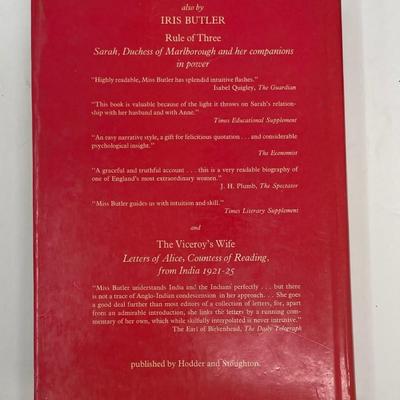 also by
IRIS BUTLER
Rule of Three
Sarah, Duchess of Marlborough and her companions
in power
"Highly readable, Miss Butler has splendid intuitive flashes."
Isabel Quigley, The Guardian
"This book is valuable because of the light it throws on Sarah's relation-
ship with her husband and with Anne."
Times Educational Supplement
"An easy narrative style, a gift for felicitous quotation . . . and considerable
psychological insight."
The Economist
"A graceful and truthful account . . . this is a very readable biography of
one of England's most extraordinary women."
J. H. Plumb, The Spectator
"Miss Butler guides us with intuition and skill."
Times Literary Supplement
and
The Viceroy's Wife
Letters of Alice, Countess of Reading,
from India 1921-25
"Miss Butler understands India and the Indians perfectly . . . but there
is not a trace of Anglo-Indian condescension in her approach. . . She goes
a good deal further than most editors of a collection of letters, for, apart
from an admirable introduction, she links the letters by a running com-
mentary of her own, which while skilfully interpolated is never intrusive."
The Earl of Birkenhead, The Daily Telegraph
published by Hodder and Stoughton.